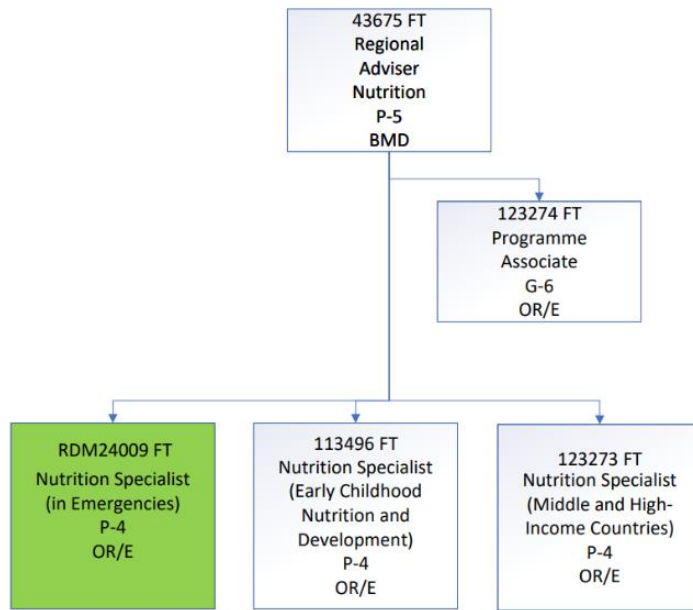 43675 FT
Regional
Adviser
Nutrition
P-5
BMD
123274 FT
Programme
Associate
G-6
OR/E
RDM24009 FT
Nutrition Specialist
(in Emergencies)
P-4
OR/E
113496 FT
Nutrition Specialist
(Early Childhood
Nutrition and
Development)
P-4
OR/E
123273 FT
Nutrition Specialist
(Middle and High-
Income Countries)
P-4
OR/E